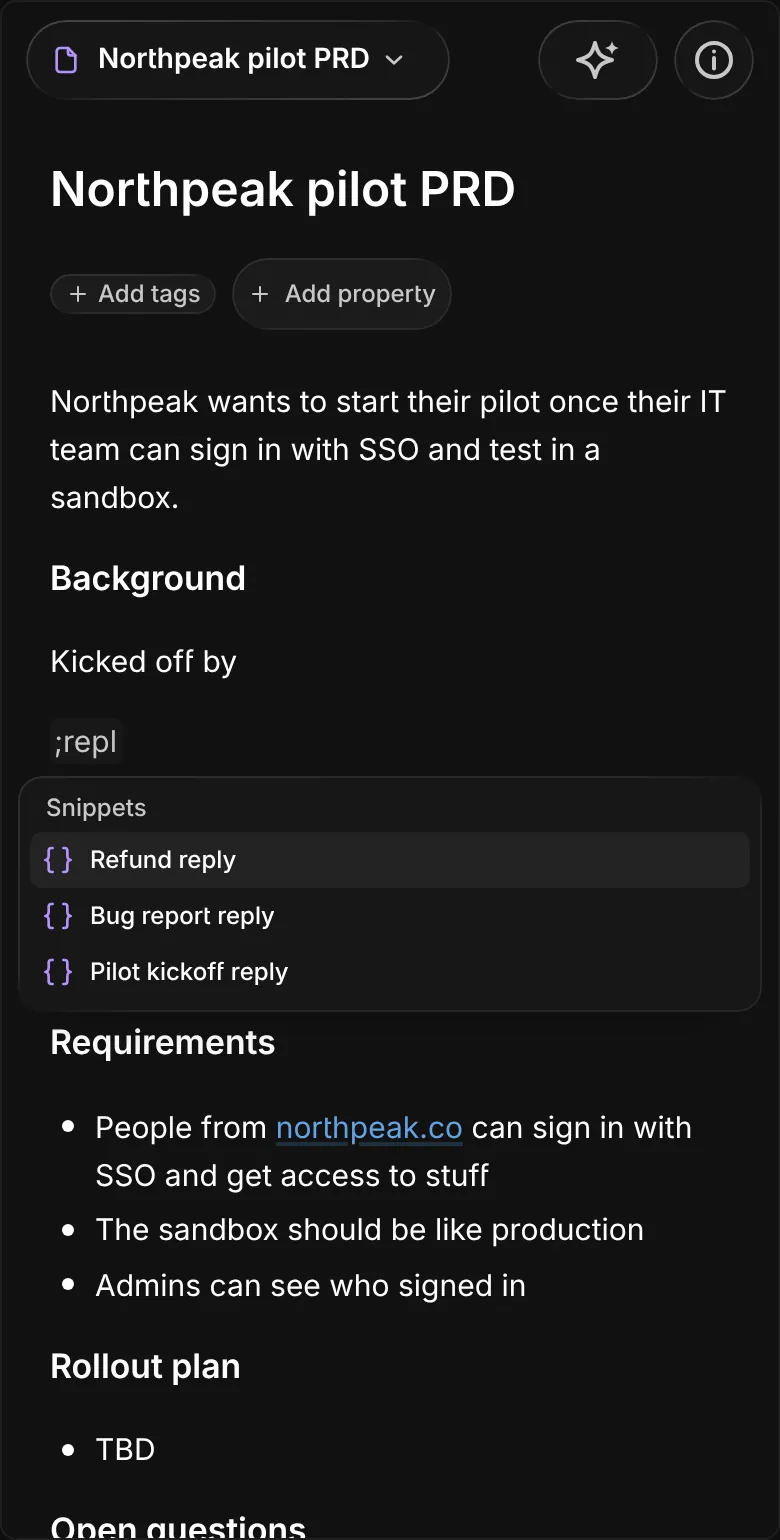 Northpeak pilot PRD
Northpeak pilot PRD
+ Add tags
+ Add property
Northpeak wants to start their pilot once their IT
team can sign in with SSO and test in a
sandbox.
Background
Kicked off by
;repl
Snippets
{ } Refund reply
{ } Bug report reply
{ } Pilot kickoff reply
Requirements
• People from northpeak.co can sign in with
SSO and get access to stuff
• The sandbox should be like production
• Admins can see who signed in
Rollout plan
• TBD
Open questions